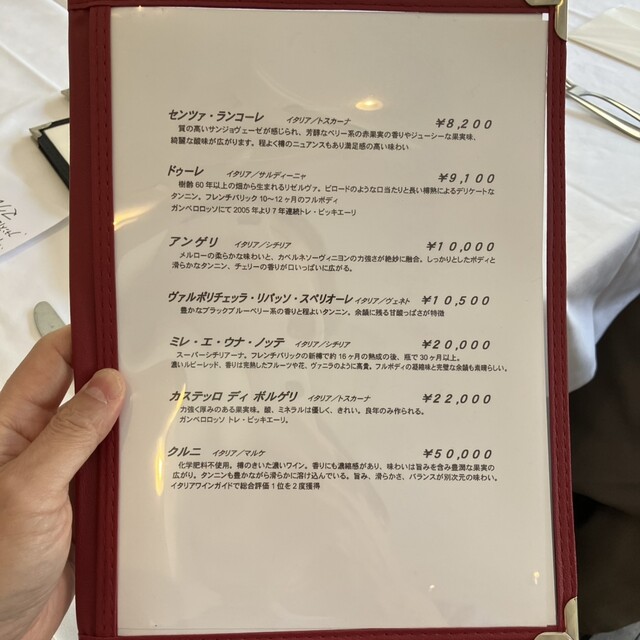 センツァ・ランコーレ イタリア/トスカーナ ¥8,200
質の高いサンジョヴェーゼが感じられ、芳醇なベリー系の赤果実の香りやジューシーな果実味、
綺麗な酸味が広がります。程よく樽のニュアンスもあり満足感の高い味わい
ドゥーレ イタリア/サルディーニャ ¥9,100
樹齢60年以上の畑から生まれるリゼルヴァ。ビロードのような口当たりと長い樽熟によるデリケートな
タンニン。フレンチバリック10~12ヶ月のフルボディ
ガンベロロッソにて2005年より7年連続トレ・ビッキエーリ
アンゲリ イタリア/シチリア ¥10,000
メルローの柔らかな味わいと、カベルネソーヴィニヨンの力強さが絶妙に融合。しっかりとしたボディと
滑らかなタンニン、チェリーの香りが口いっぱいに広がる。
ヴァルポリチェッラ・リパッソ・スペリオーレ イタリア/ヴェネト ¥10,500
豊かなブラックブルーベリー系の香りと程よいタンニン。余韻に残る甘酸っぱさが特徴
ミレ・エ・ウナ・ノッテ イタリア/シチリア ¥20,000
スーパーシチリアーナ。フレンチバリックの新樽で約16ヶ月の熟成の後、瓶で30ヶ月以上。
濃いルビーレッド、香りは完熟したフルーツや花、ヴァニラのように高貴。フルボディの凝縮味と完璧な余韻も素晴らしい。
カステッロ ディ ボルゲリ イタリア/トスカーナ ¥22,000
力強く厚みのある果実味。酸、ミネラルは優しく、きれい。良年のみ作られる。
ガンベロロッソ トレ・ビッキエーリ。
クルニ イタリア/マルケ ¥50,000
化学肥料不使用。樽のきいた濃いワイン。香りにも濃縮感があり、味わいは旨みを含み豊潤な果実の
広がり。タンニンも豊かながら滑らかに溶け込んでいる。旨み、滑らかさ、バランスが別次元の味わい。
イタリアワインガイドで総合評価1位を2度獲得